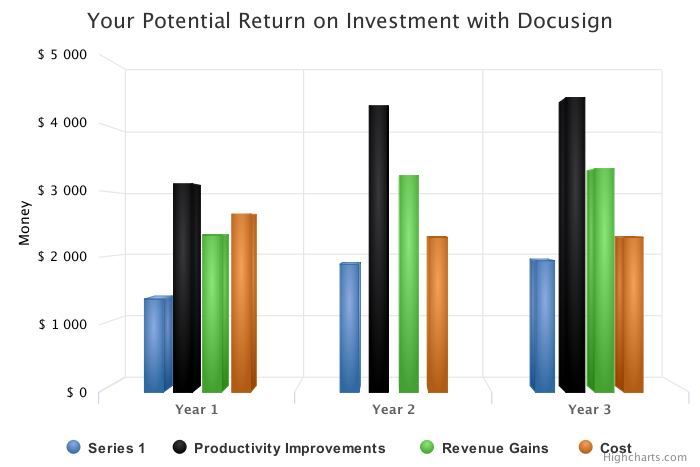 Your Potential Return on Investment with Docusign
$ 5 000
$ 4 000
$ 3 000
$ 2 000
$ 1 000
$ 0
Money
Year 1
Year 2
Year 3
Series 1
Productivity Improvements
Revenue Gains
Cost
Highcharts.com